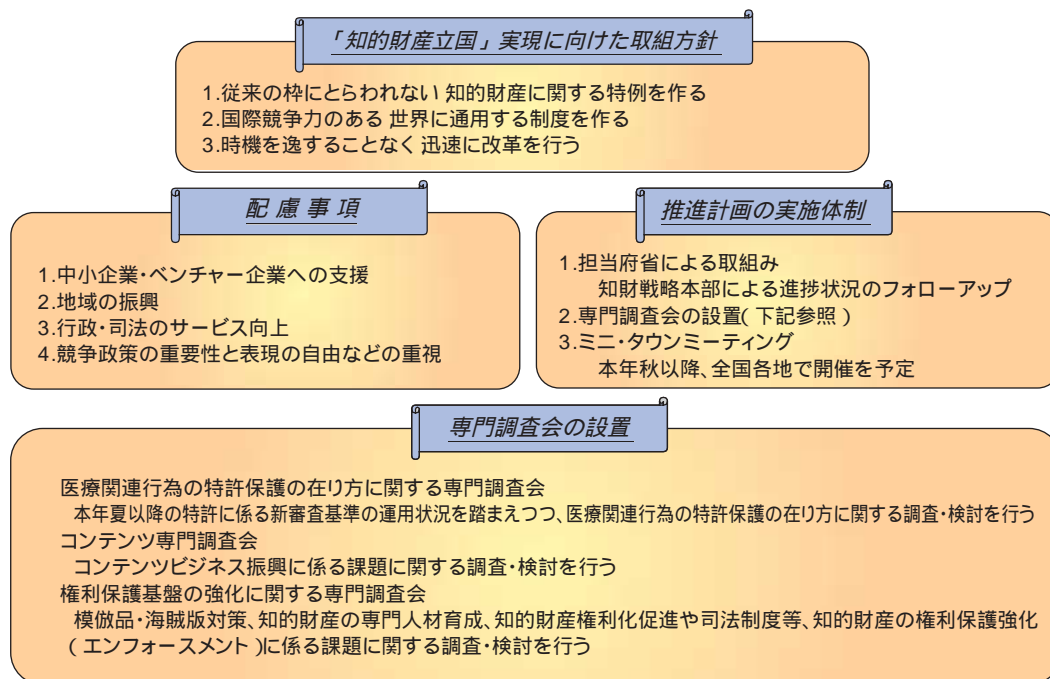 「知的財産立国」実現に向けた取組方針
1.従来の枠にとらわれない 知的財産に関する特例を作る
2.国際競争力のある 世界に通用する制度を作る
3.時機を逸することなく 迅速に改革を行う
配 慮 事 項
1.中小企業・ベンチャー企業への支援
2.地域の振興
3.行政・司法のサービス向上
4.競争政策の重要性と表現の自由などの重視
推進計画の実施体制
1.担当府省による取組み
知財戦略本部による進捗状況のフォローアップ
2.専門調査会の設置( 下記参照 )
3.ミニ・タウンミーティング
本年秋以降、全国各地で開催を予定
専門調査会の設置
医療関連行為の特許保護の在り方に関する専門調査会
本年夏以降の特許に係る新審査基準の運用状況を踏まえつつ、医療関連行為の特許保護の在り方に関する調査・検討を行う
コンテンツ専門調査会
コンテンツビジネス振興に係る課題に関する調査・検討を行う
権利保護基盤の強化に関する専門調査会
模倣品・海賊版対策、知的財産の専門人材育成、知的財産権利化促進や司法制度等、知的財産の権利保護強化
( エンフォースメント )に係る課題に関する調査・検討を行う